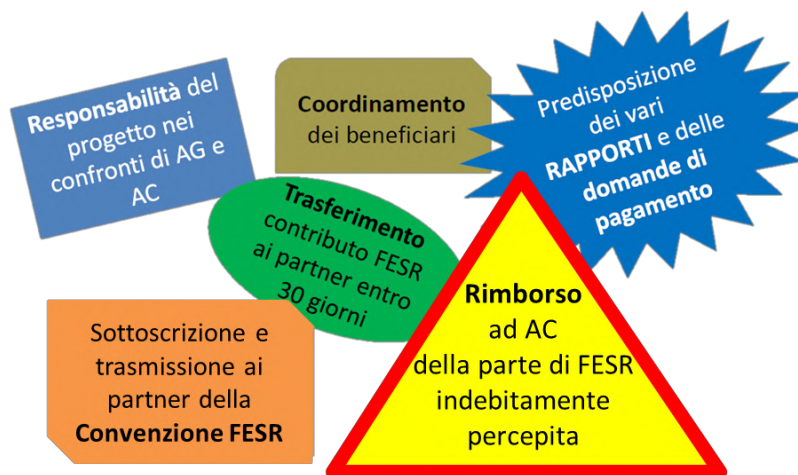 Responsabilità del
progetto nei
confronti di AG e
AC
Coordinamento
dei beneficiari
Predisposizione
dei vari
RAPPORTI e delle
domande di
pagamento
Trasferimento
contributo FESR
ai partner entro
30 giorni
Sottoscrizione e
trasmissione ai
partner della
Convenzione FESR
Rimborso
ad AC
della parte di FESR
indebitamente
percepita